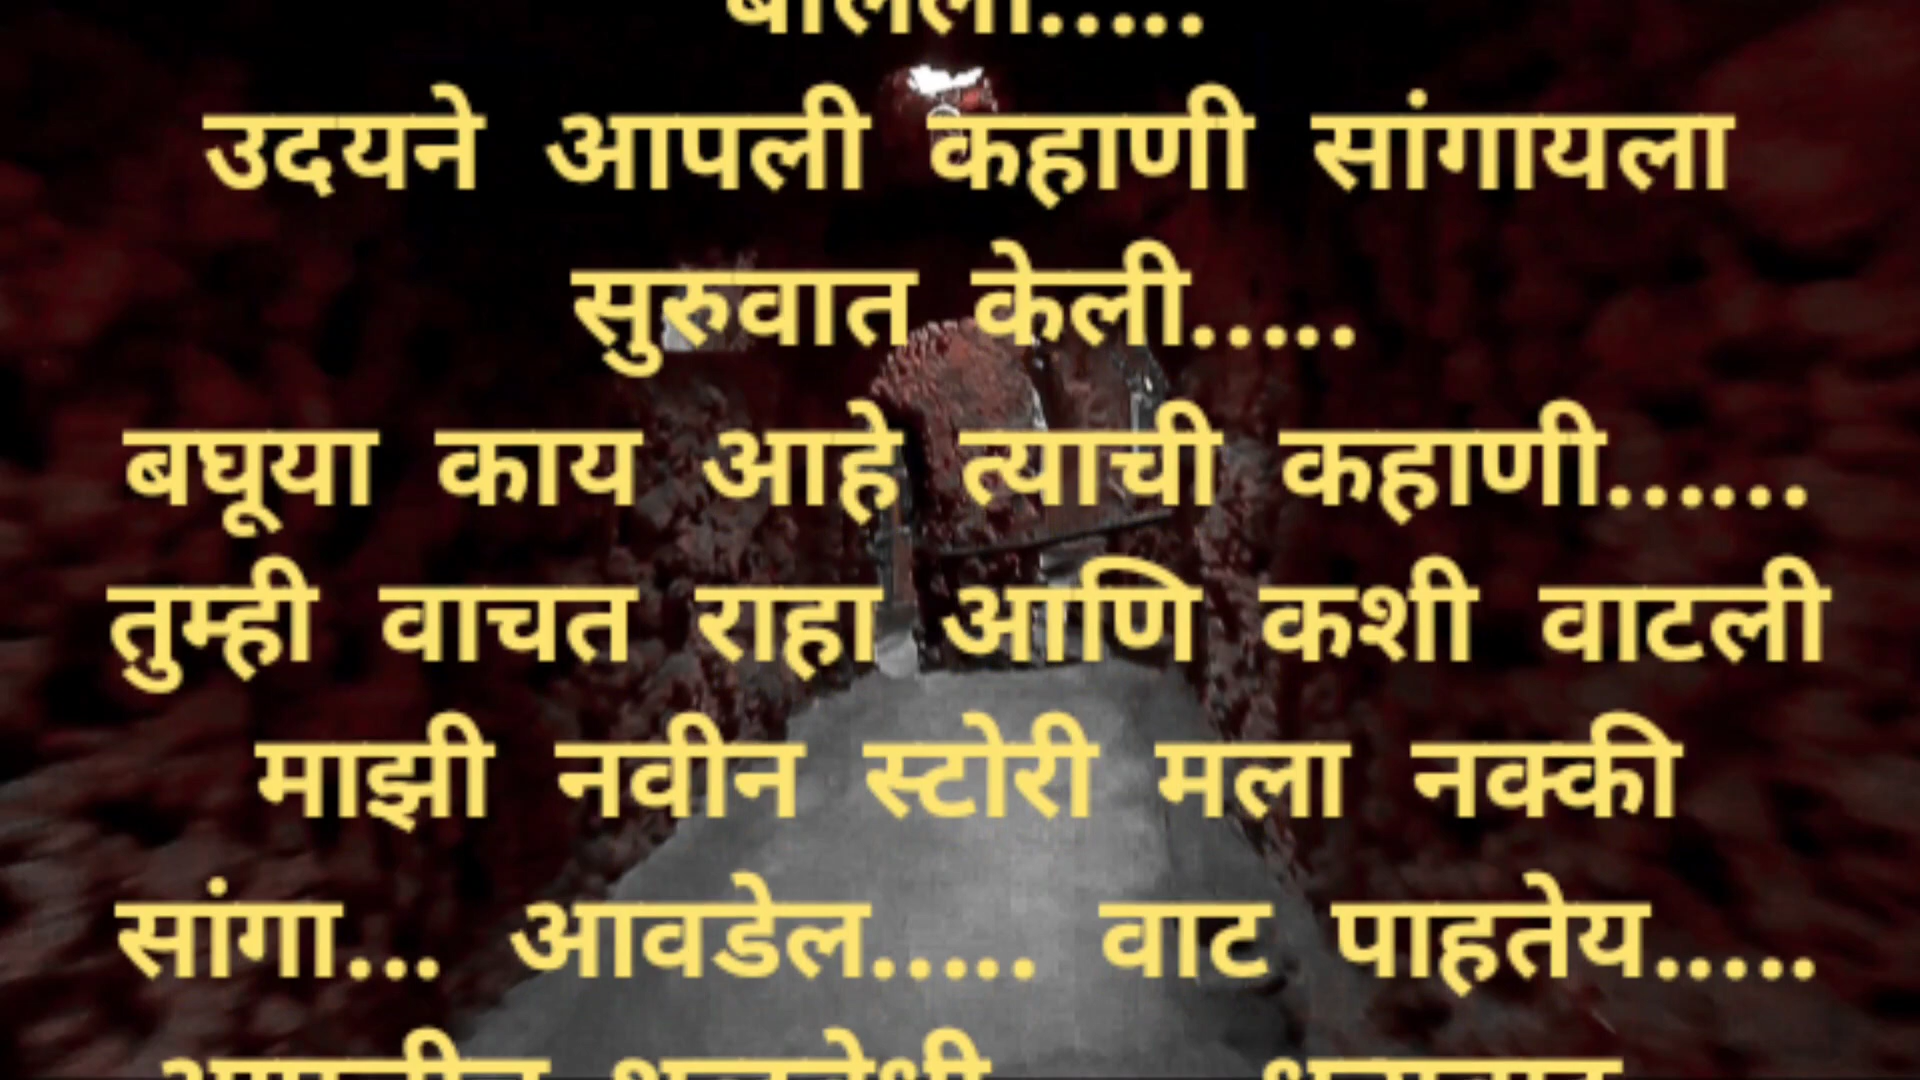 उदयने आपली कहाणी सांगायला
सुरुवात केली.....
बघूया काय आहे त्याची कहाणी......
तुम्ही वाचत राहा आणि कशी वाटली
माझी नवीन स्टोरी मला नक्की
सांगा... आवडेल..... वाट पाहतेय.....